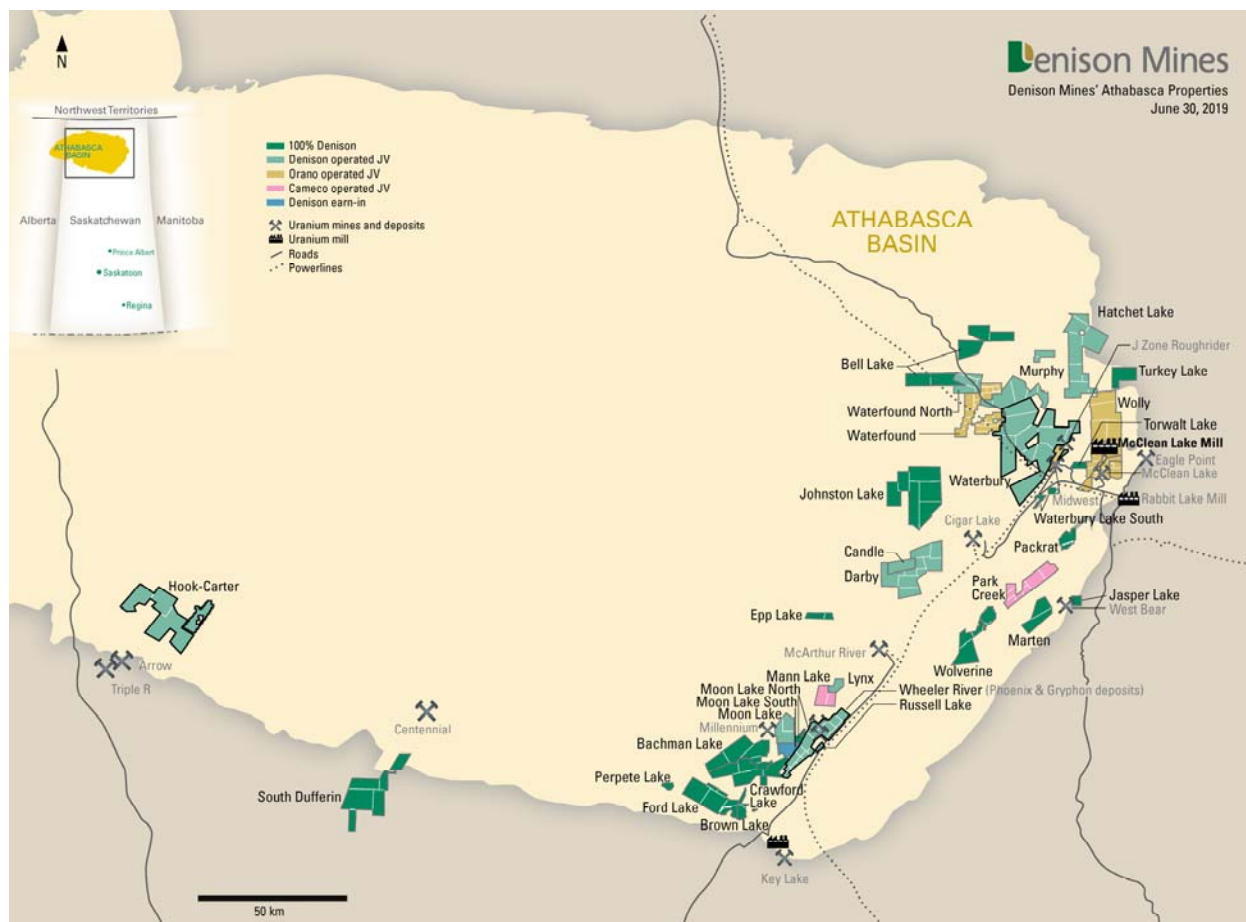 N
Denison Mines
Denison Mines' Athabasca Properties
June 30, 2019
Northwest Territories
ATHABASCA
BASIN
Alberta
Saskatchewan
Manitoba
Prince Albert
Saskatoon
Regina
100% Denison
Denison operated JV
Orano operated JV
Cameco operated JV
Denison earn-in
Uranium mines and deposits
Uranium mill
Roads
Powerlines
ATHABASCA
BASIN
Hatchet Lake
J Zone Roughrider
Bell Lake
Murphy
Turkey Lake
Waterfound North
Wolly
Waterfound
Torwalt Lake
McClean Lake Mill
Eagle Point
McClean Lake
Waterbury
Johnston Lake
Midwest
Rabbit Lake Mill
Cigar Lake
Waterbury Lake South
Packrat
Candle
Darby
Hook-Carter
Park
Creek
Jasper Lake
West Bear
Epp Lake
Marten
McArthur River
Wolverine
Arrow
Triple R
Mann Lake
Lynx
Moon Lake North
Wheeler River (Phoenix & Gryphon deposits)
Moon Lake South
Russell Lake
Moon Lake
Millennium
Centennial
Bachman Lake
Perpete Lake
South Dufferin
Crawford
Lake
Ford Lake
Brown Lake
Key Lake
50 km